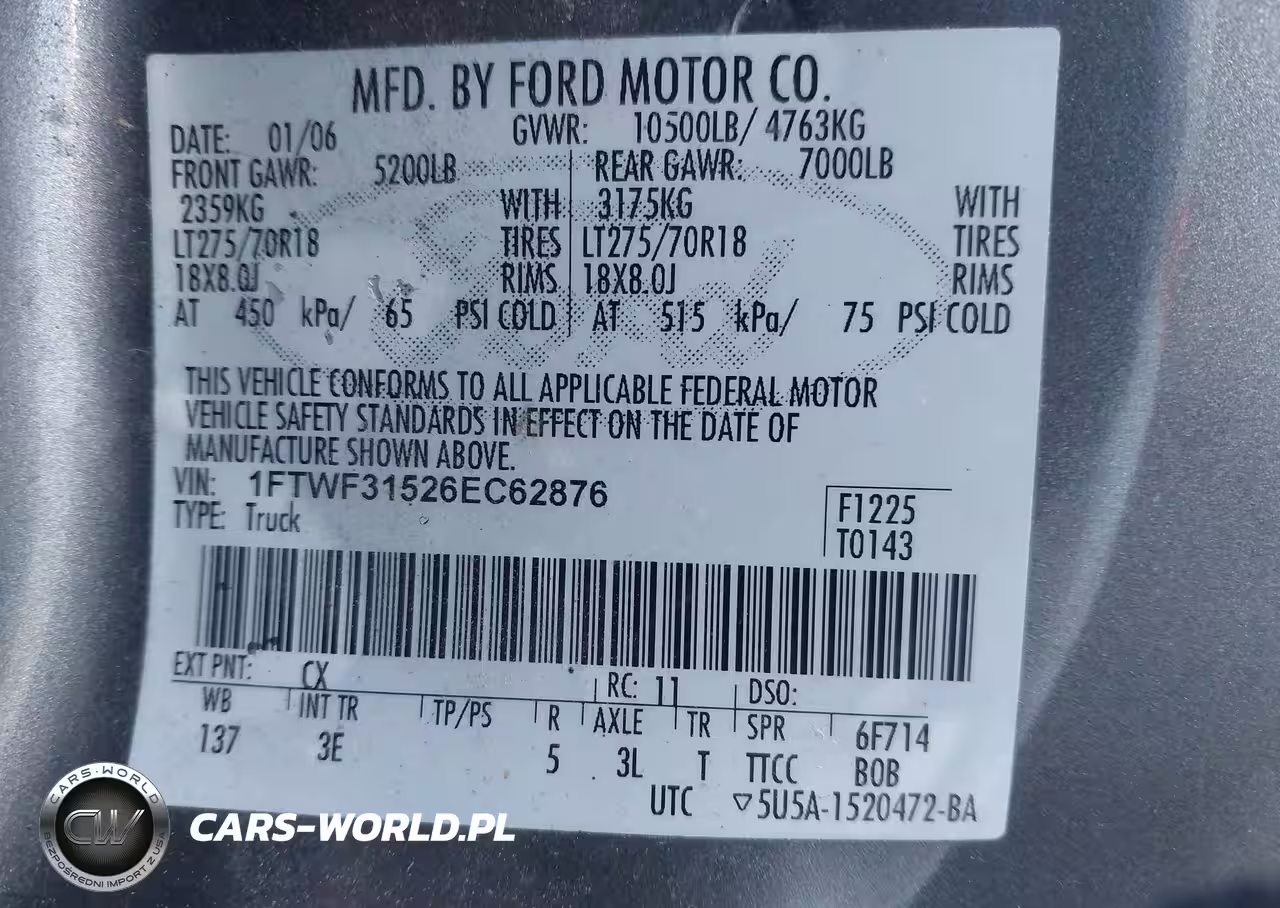 MFD. BY FORD MOTOR CO.
DATE: 01/06 GVWR: 10500LB/ 4763KG
FRONT GAWR: 5200LB REAR GAWR: 7000LB
2359KG WITH 3175KG WITH
LT275/70R18 TIRES LT275/70R18 TIRES
18X8.0J RIMS 18X8.0J RIMS
AT 450 kPa/ 65 PSI COLD AT 515 kPa/ 75 PSI COLD
Ford
THIS VEHICLE CONFORMS TO ALL APPLICABLE FEDERAL MOTOR
VEHICLE SAFETY STANDARDS IN EFFECT ON THE DATE OF
MANUFACTURE SHOWN ABOVE.
VIN: 1FTWF31526EC62876
TYPE: Truck
F1225
T0143
EXT PNT: CX RC: 11 DSO:
WB INT TR TP/PS R AXLE TR SPR 6F714
137 3E 5 3L T TTCC BOB
UTC ▽5U5A-1520472-BA
CARS-WORLD
CW
BEZPOŚREDNI IMPORT Z USA
CARS-WORLD.PL